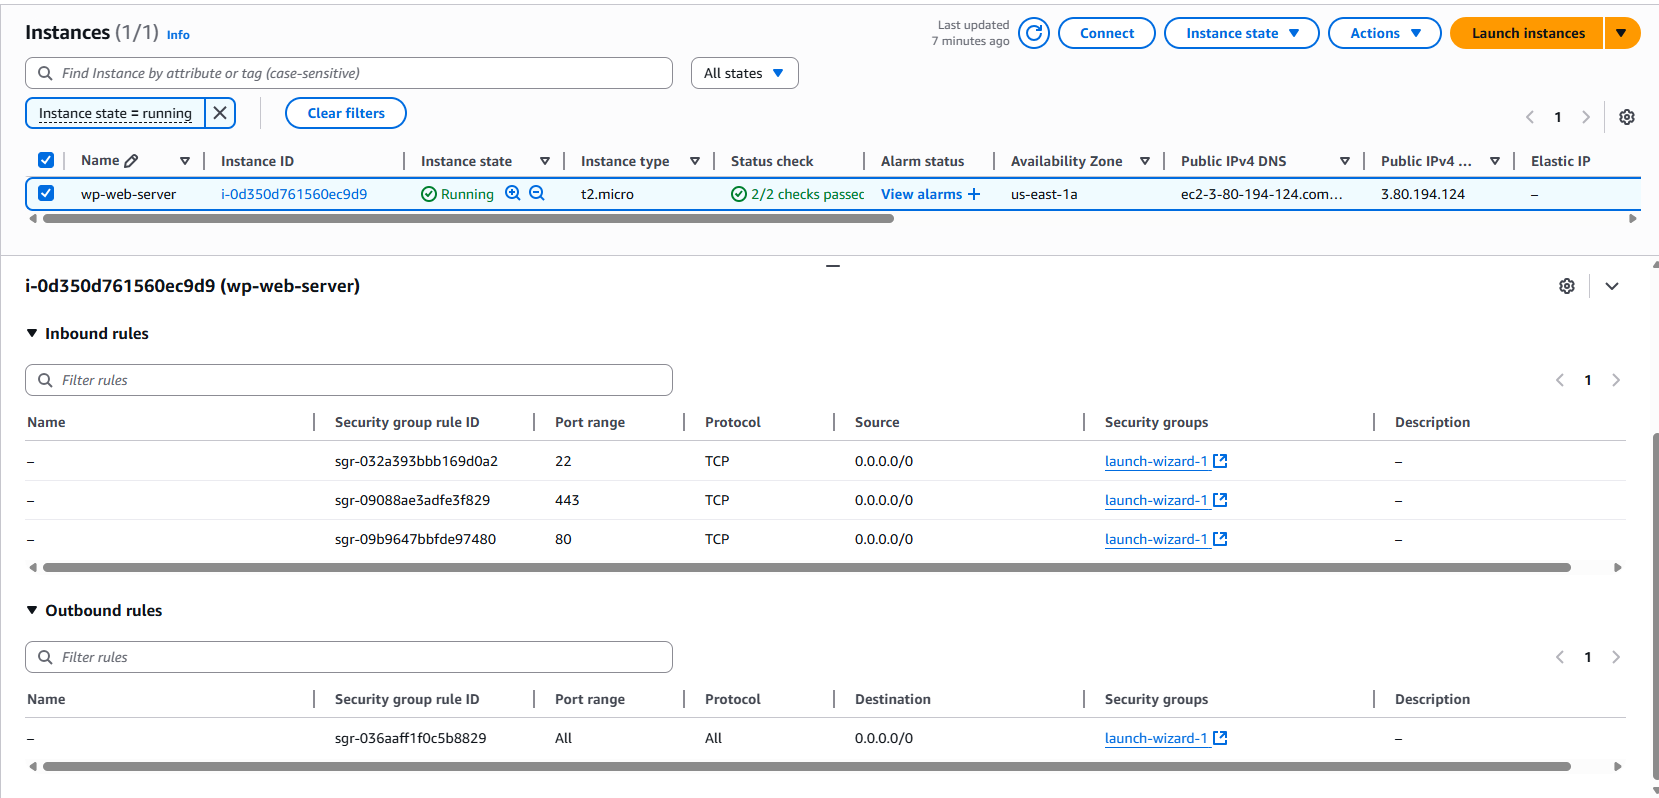 Instances (1/1) Info
Last updated
7 minutes ago
Connect
Instance state
Actions
Launch instances
Find Instance by attribute or tag (case-sensitive)
All states
Instance state = running
Clear filters
1
Name Instance ID Instance state Instance type Status check Alarm status Availability Zone Public IPv4 DNS Public IPv4 ... Elastic IP
wp-web-server i-0d350d761560ec9d9 Running t2.micro 2/2 checks passec View alarms + us-east-1a ec2-3-80-194-124.com... 3.80.194.124 –
i-0d350d761560ec9d9 (wp-web-server)
Inbound rules
Filter rules
1
Name Security group rule ID Port range Protocol Source Security groups Description
– sgr-032a393bbb169d0a2 22 TCP 0.0.0.0/0 launch-wizard-1 –
– sgr-09088ae3adfe3f829 443 TCP 0.0.0.0/0 launch-wizard-1 –
– sgr-09b9647bbfde97480 80 TCP 0.0.0.0/0 launch-wizard-1 –
Outbound rules
Filter rules
1
Name Security group rule ID Port range Protocol Destination Security groups Description
– sgr-036aaff1f0c5b8829 All All 0.0.0.0/0 launch-wizard-1 –